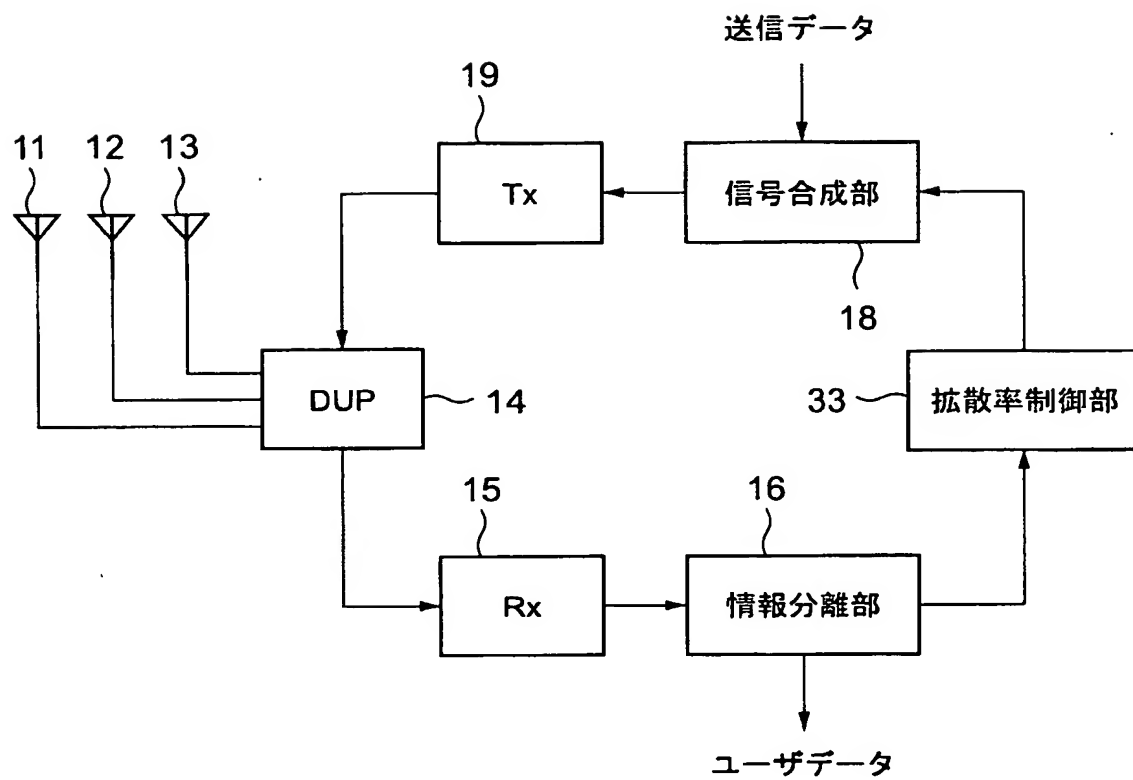 送信データ
19
11
12
13
Tx
信号合成部
18
DUP
14
33
拡散率制御部
15
16
Rx
情報分離部
ユーザデータ